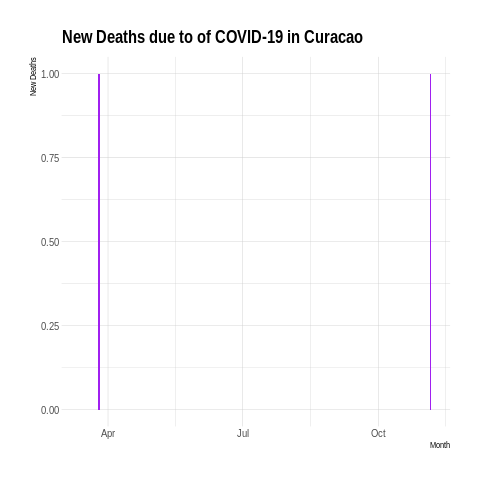 New Deaths due to of COVID-19 in Curacao
New Deaths
1.00
0.75
0.50
0.25
0.00
Apr Jul Oct
Month